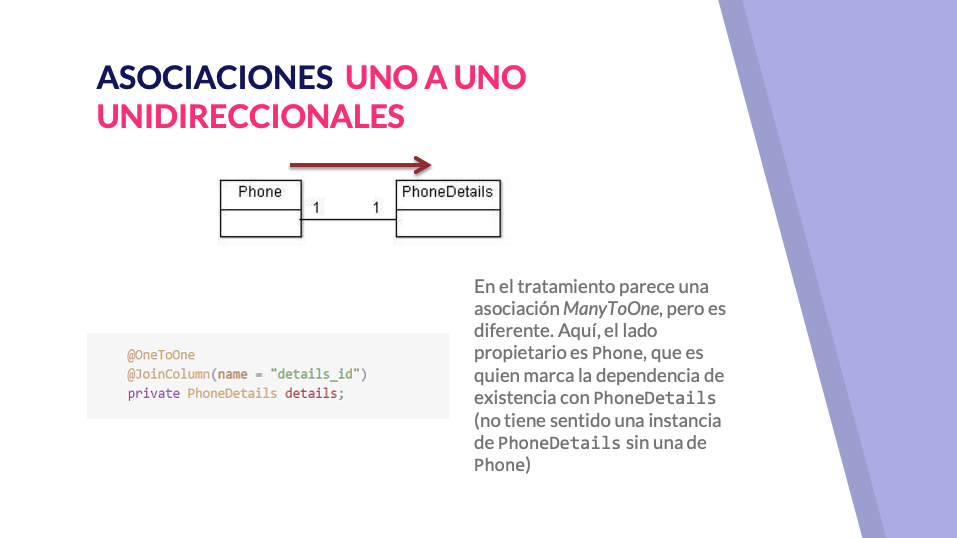 ASOCIACIONES UNO A UNO
UNIDIRECCIONALES
Phone
PhoneDetails
1
1
En el tratamiento parece una
asociación ManyToOne, pero es
diferente. Aquí, el lado
propietario es Phone, que es
quien marca la dependencia de
existencia con PhoneDetails
(no tiene sentido una instancia
de PhoneDetails sin una de
Phone)
@OneToOne
@JoinColumn(name = "details_id")
private PhoneDetails details;